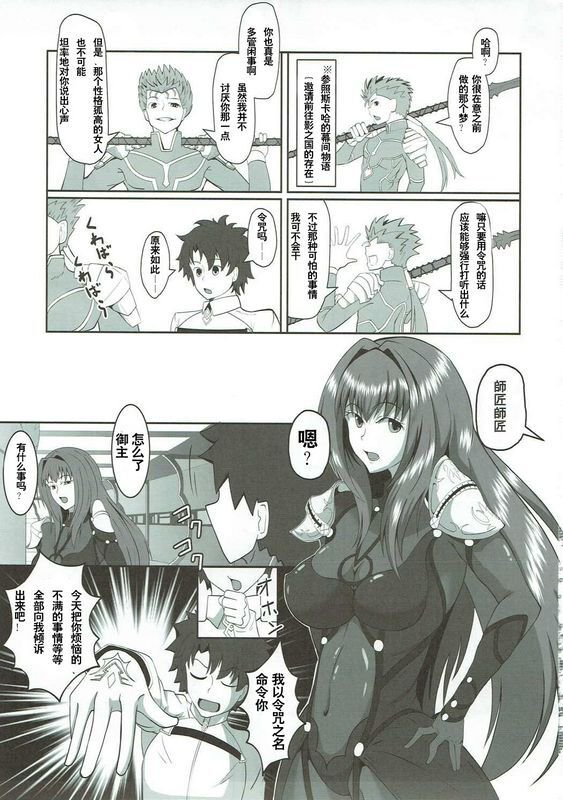 哈啊?
你很在意之前
做的那个梦?
※参照斯卡哈的幕间物语
(邀请前往影之国的存在)
你也真是
多管闲事啊
虽然我并不
讨厌你那一点
但是，那个性格孤高的女人
也不可能
坦率地对你说出心声
嘛只要用令咒的话
应该能够强行打听出什么
不过那种可怕的事情
我可不会干
令咒吗——
原来如此——
くわばら
くわばら
師匠師匠
嗯?
怎么了
御主
有什么事吗?
コク
コク
オホン
我以令咒之名
命令你
今天把你烦恼的
不满的事情等等
全部向我倾诉
出来吧!